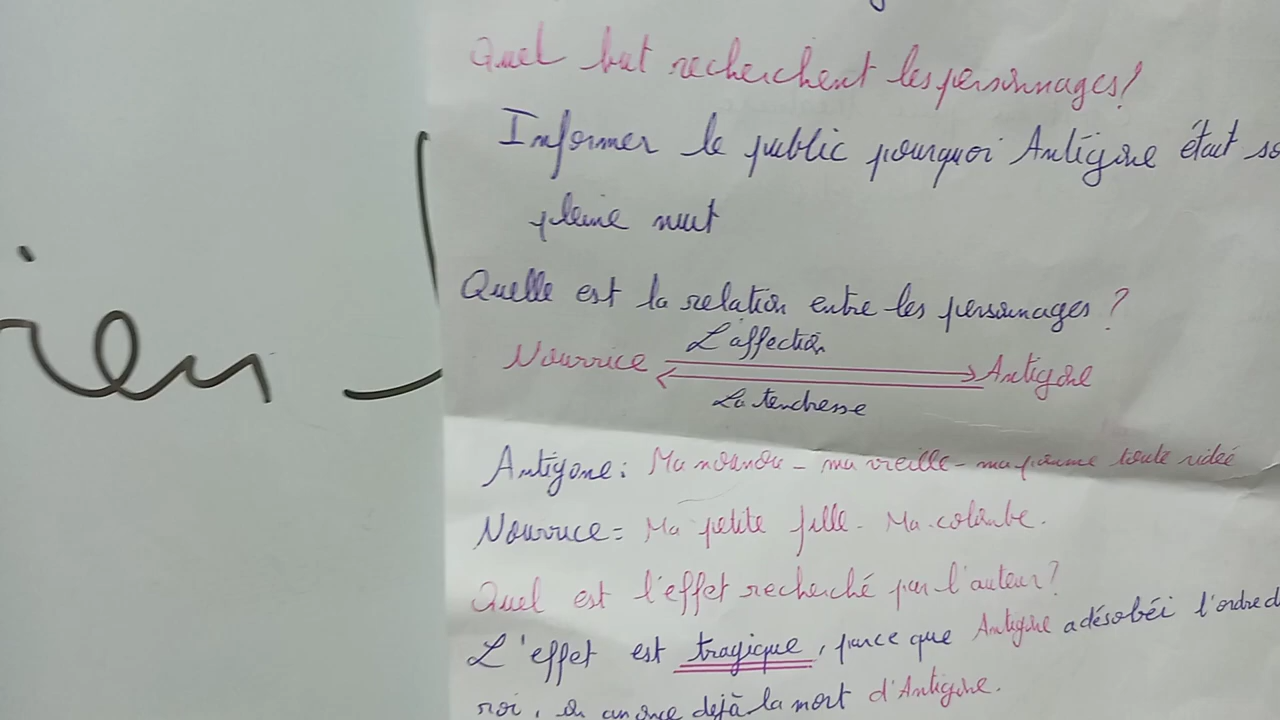 Quel but recherchent les personnages?
Informer le public pourquoi Antigone était so
pleine nuit
Quelle est la relation entre les personnages ?
L'affection
Nourrice Antigone
La tendresse
Antigone : Ma nounou - ma vieille - ma pomme toute ridée
Nourrice = Ma petite fille - Ma colombe.
Quel est l'effet recherché par l'auteur?
L'effet est tragique, parce que Antigone a désobéi l'ordre d
roi, on anonce dejà la mort d'Antigone.